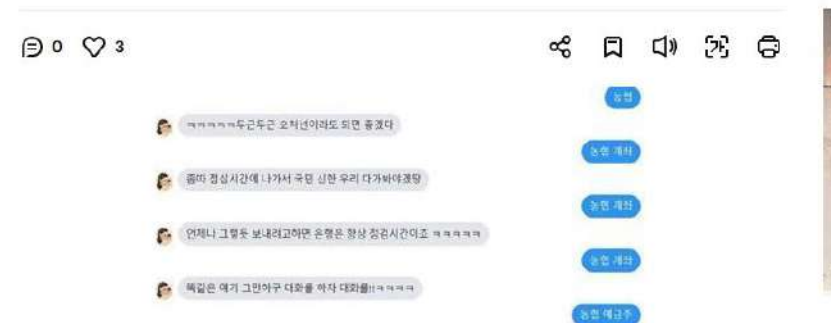 0 3
가
농협
ㅋㅋㅋㅋㅋ두근두근 오처넌이라도 되면 좋겠다
농협 계좌
좀따 점심시간에 나가서 국민 신한 우리 다가봐야겠당
농협 계좌
언제나 그렇듯 보내려고하면 은행은 항상 점검시간이죠 ㅋㅋㅋㅋㅋ
농협 계좌
똑같은 얘기 그만하구 대화를 하자 대화를!!ㅋㅋㅋㅋ
농협 예금주